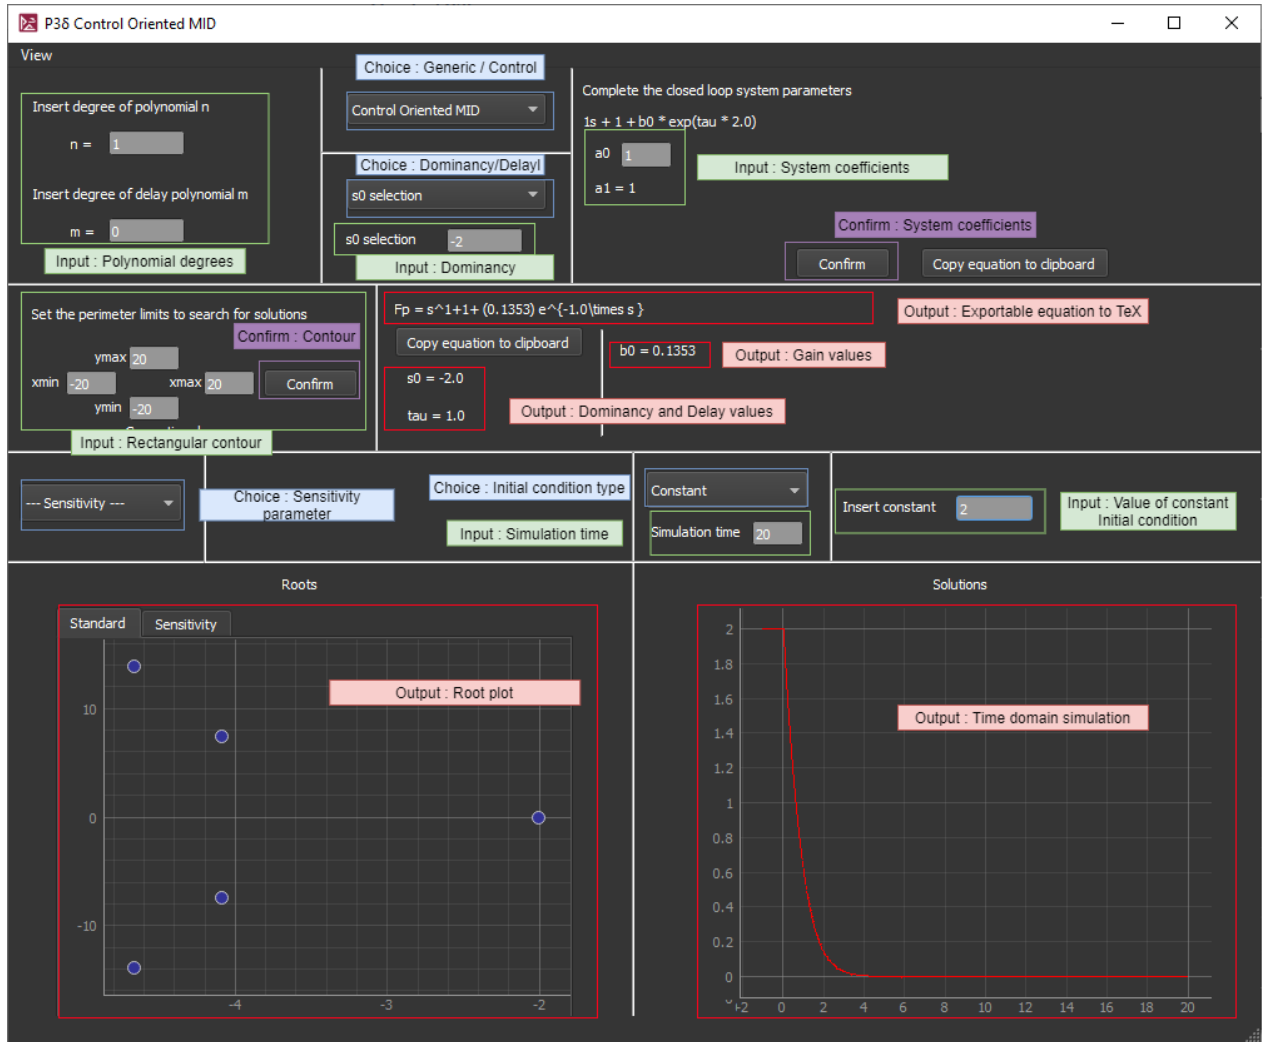 P3δ Control Oriented MID
View
Insert degree of polynomial n
n = 1
Insert degree of delay polynomial m
m = 0
Input : Polynomial degrees
Choice : Generic / Control
Control Oriented MID
Choice : Dominancy/Delayl
s0 selection
s0 selection -2
Input : Dominancy
Complete the closed loop system parameters
1s + 1 + b0 * exp(tau * 2.0)
a0 1
a1 = 1
Input : System coefficients
Confirm : System coefficients
Confirm
Copy equation to clipboard
Set the perimeter limits to search for solutions
Confirm : Contour
ymax 20
xmin -20
xmax 20
Confirm
ymin -20
Input : Rectangular contour
Fp = s^1+1+ (0.1353) e^{-1.0\times s }
Output : Exportable equation to TeX
Copy equation to clipboard
b0 = 0.1353
Output : Gain values
s0 = -2.0
tau = 1.0
Output : Dominancy and Delay values
--- Sensitivity ---
Choice : Sensitivity
parameter
Choice : Initial condition type
Input : Simulation time
Constant
Simulation time 20
Insert constant 2
Input : Value of constant
Initial condition
Roots
Standard
Sensitivity
Output : Root plot
10
0
-10
-4
-3
-2
Solutions
Output : Time domain simulation
2
1.8
1.6
1.4
1.2
1
0.8
0.6
0.4
0.2
0
-2
0
2
4
6
8
10
12
14
16
18
20